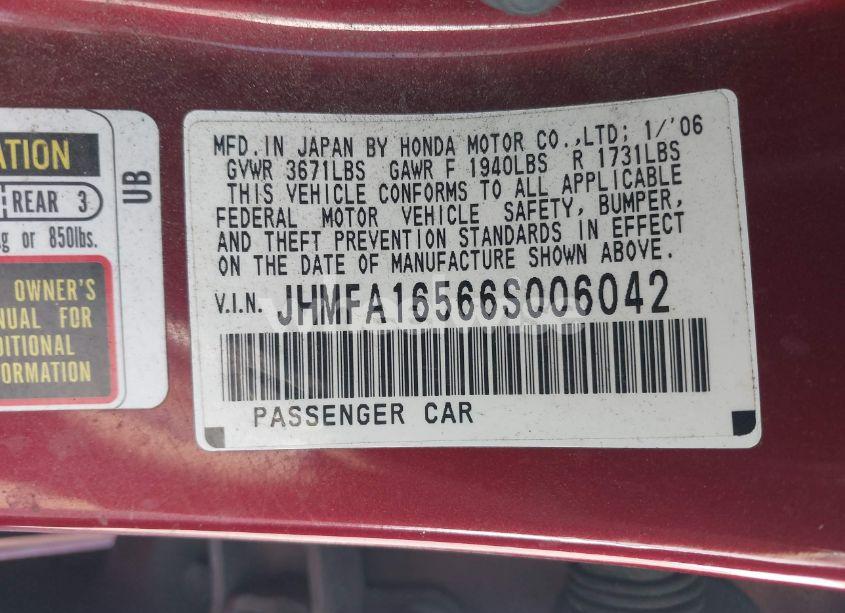 ATION
REAR 3
g or 850lbs.
OWNER'S
NUAL FOR
DITIONAL
FORMATION
UB
MFD.IN JAPAN BY HONDA MOTOR CO.,LTD; 1/'06
GVWR 3671LBS GAWR F 1940LBS R 1731LBS
THIS VEHICLE CONFORMS TO ALL APPLICABLE
FEDERAL MOTOR VEHICLE SAFETY, BUMPER,
AND THEFT PREVENTION STANDARDS IN EFFECT
ON THE DATE OF MANUFACTURE SHOWN ABOVE.
V.I.N. JHMFA16566S006042
PASSENGER CAR